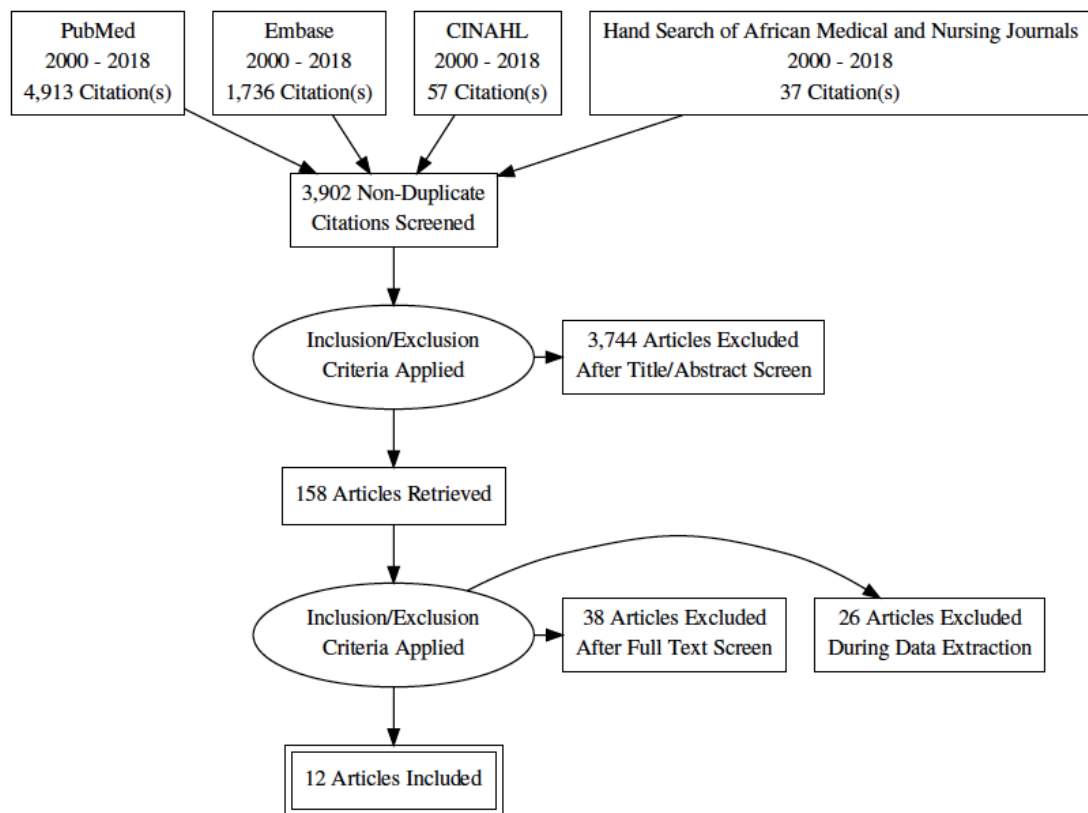 PubMed
2000 - 2018
4,913 Citation(s)
Embase
2000 - 2018
1,736 Citation(s)
CINAHL
2000 - 2018
57 Citation(s)
Hand Search of African Medical and Nursing Journals
2000 - 2018
37 Citation(s)
3,902 Non-Duplicate
Citations Screened
Inclusion/Exclusion
Criteria Applied
3,744 Articles Excluded
After Title/Abstract Screen
158 Articles Retrieved
Inclusion/Exclusion
Criteria Applied
38 Articles Excluded
After Full Text Screen
26 Articles Excluded
During Data Extraction
12 Articles Included